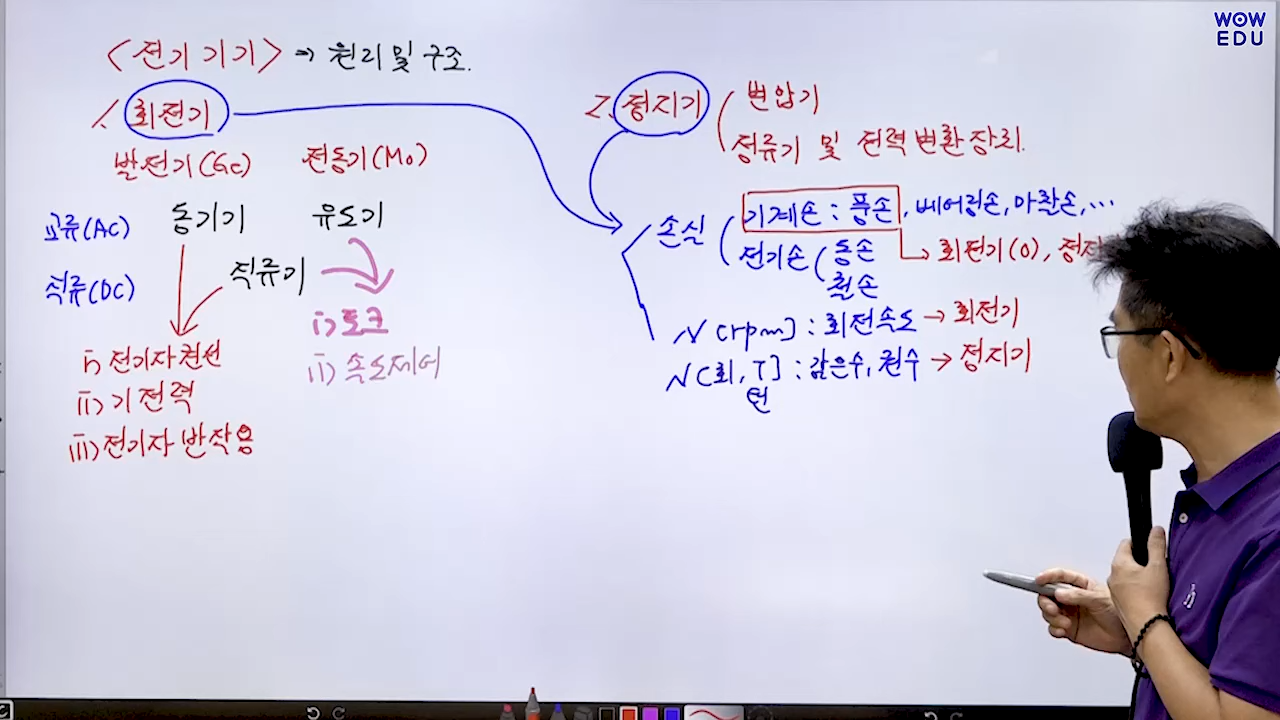 WOW
EDU
<전기 기기> → 원리 및 구조.
1. 회전기
발전기(Ge) 전동기(Mo)
교류(AC) 동기기 유도기
직류(DC) 직류기
i) 전기자 권선
ii) 기전력
iii) 전기자 반작용
i) 토크
ii) 속도제어
2. 정지기
변압기
정류기 및 전력 변환 장치.
손실
기계손 : 풍손, 베어링손, 마찰손, …
전기손 동손
철손
→ 회전기(O), 정지
N [rpm] : 회전속도 → 회전기
N [회, T] : 감은수, 권수 → 정지기
턴